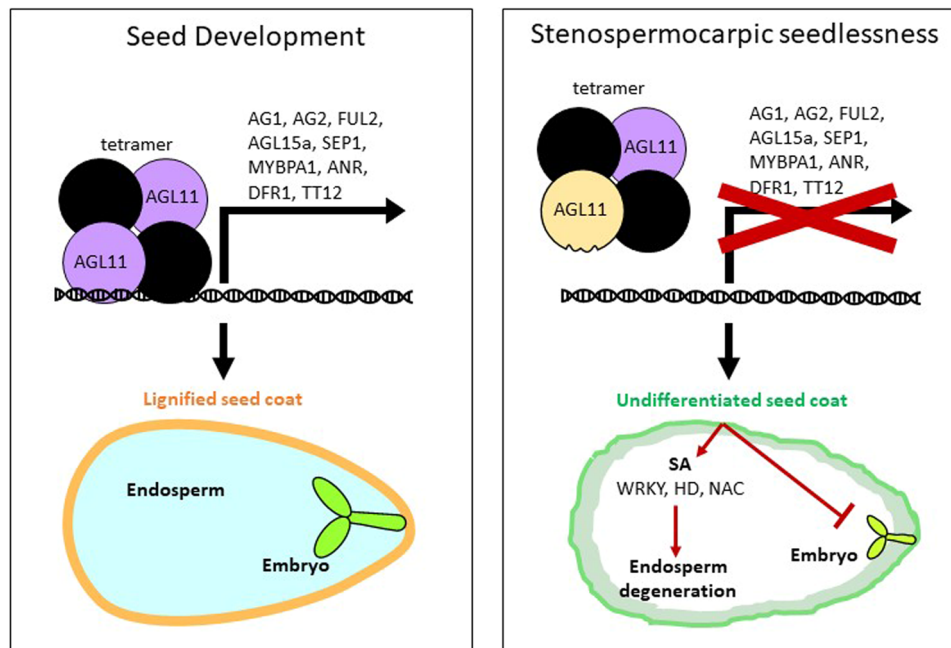 Seed Development
tetramer
AG1, AG2, FUL2,
AGL15a, SEP1,
MYBPA1, ANR,
DFR1, TT12
AGL11
AGL11
Lignified seed coat
Endosperm
Embryo
Stenospermocarpic seedlessness
tetramer
AG1, AG2, FUL2,
AGL15a, SEP1,
MYBPA1, ANR,
DFR1, TT12
AGL11
AGL11
Undifferentiated seed coat
SA
WRKY, HD, NAC
Endosperm
degeneration
Embryo